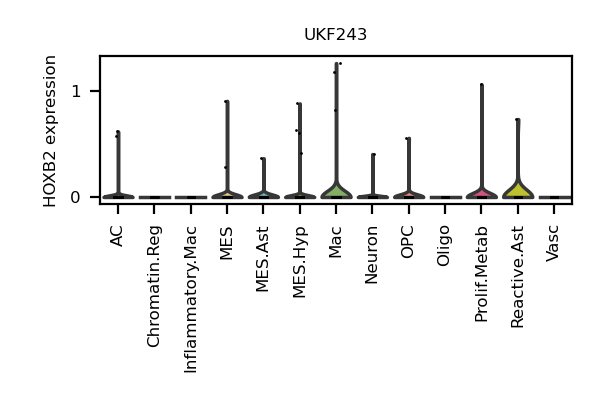 UKF243
HOXB2 expression
1
0
AC
Chromatin.Reg
Inflammatory.Mac
MES
MES.Ast
MES.Hyp
Mac
Neuron
OPC
Oligo
Prolif.Metab
Reactive.Ast
Vasc